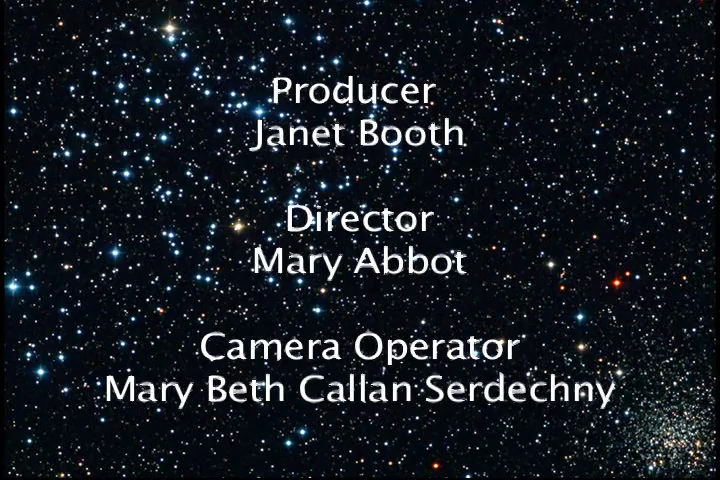 Producer
Janet Booth
Director
Mary Abbot
Camera Operator
Mary Beth Callan Serdechny